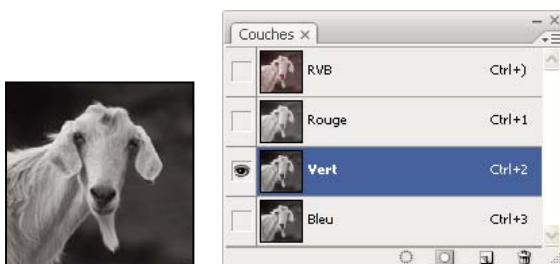 Couches ×
RVB Ctrl+)
Rouge Ctrl+1
Vert Ctrl+2
Bleu Ctrl+3